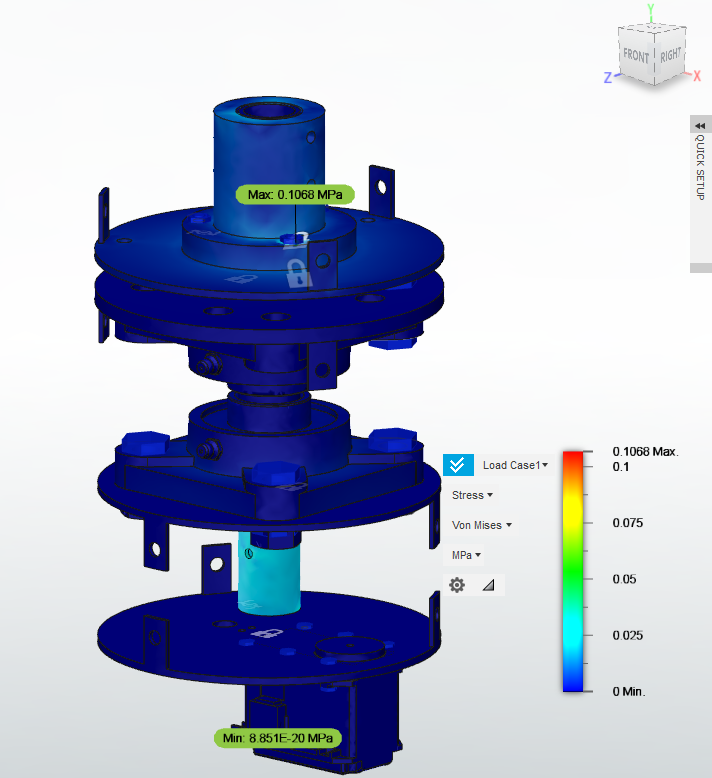 Y
FRONT
RIGHT
Z
X
QUICK SETUP
Max: 0.1068 MPa
Load Case1
Stress
Von Mises
MPa
0.1068 Max.
0.1
0.075
0.05
0.025
0 Min.
Min: 8.851E-20 MPa